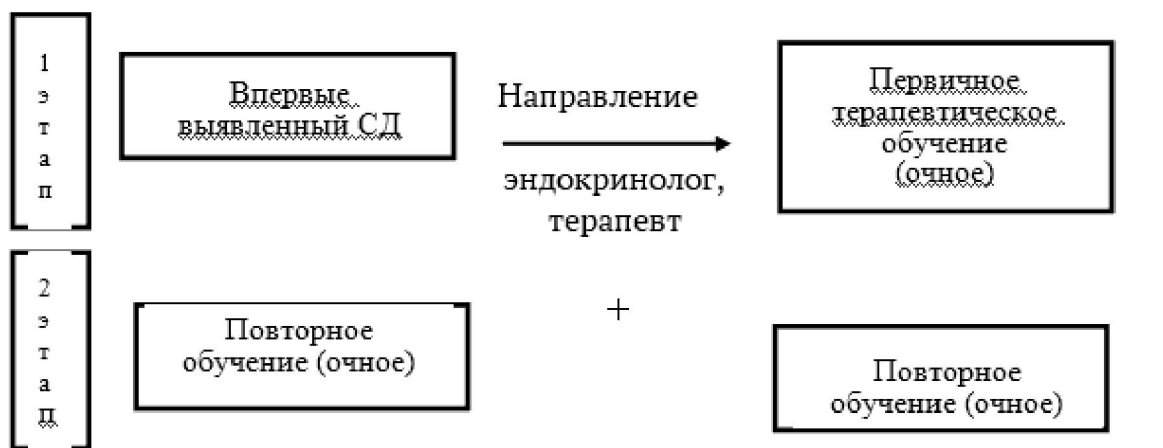 1
э
т
а
п
Впервые
выявленный СД
Направление
эндокринолог,
терапевт
Первичное
терапевтическое
обучение
(очное)
2
э
т
а
п
Повторное
обучение (очное)
+
Повторное
обучение (очное)